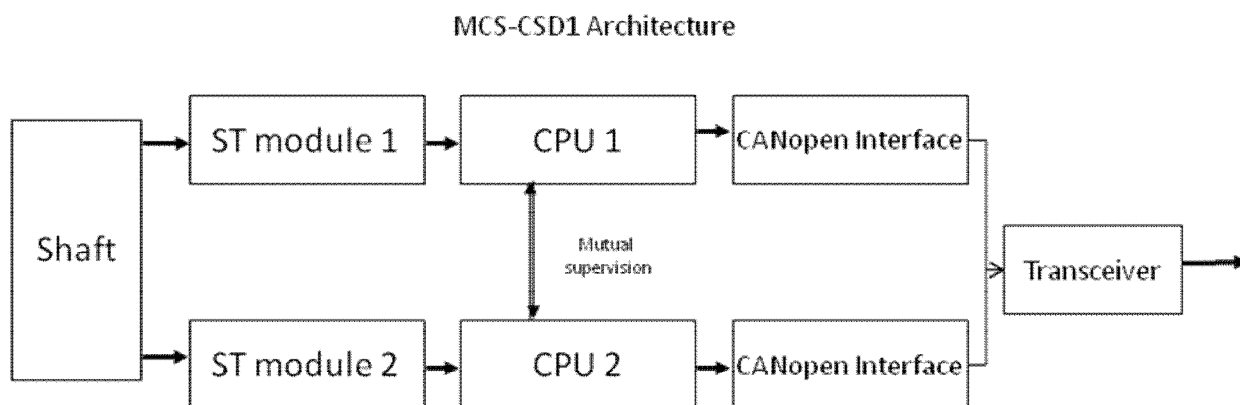 MCS-CSD1 Architecture
ST module 1
CPU 1
CANopen Interface
Shaft
Mutual
supervision
Transceiver
ST module 2
CPU 2
CANopen Interface